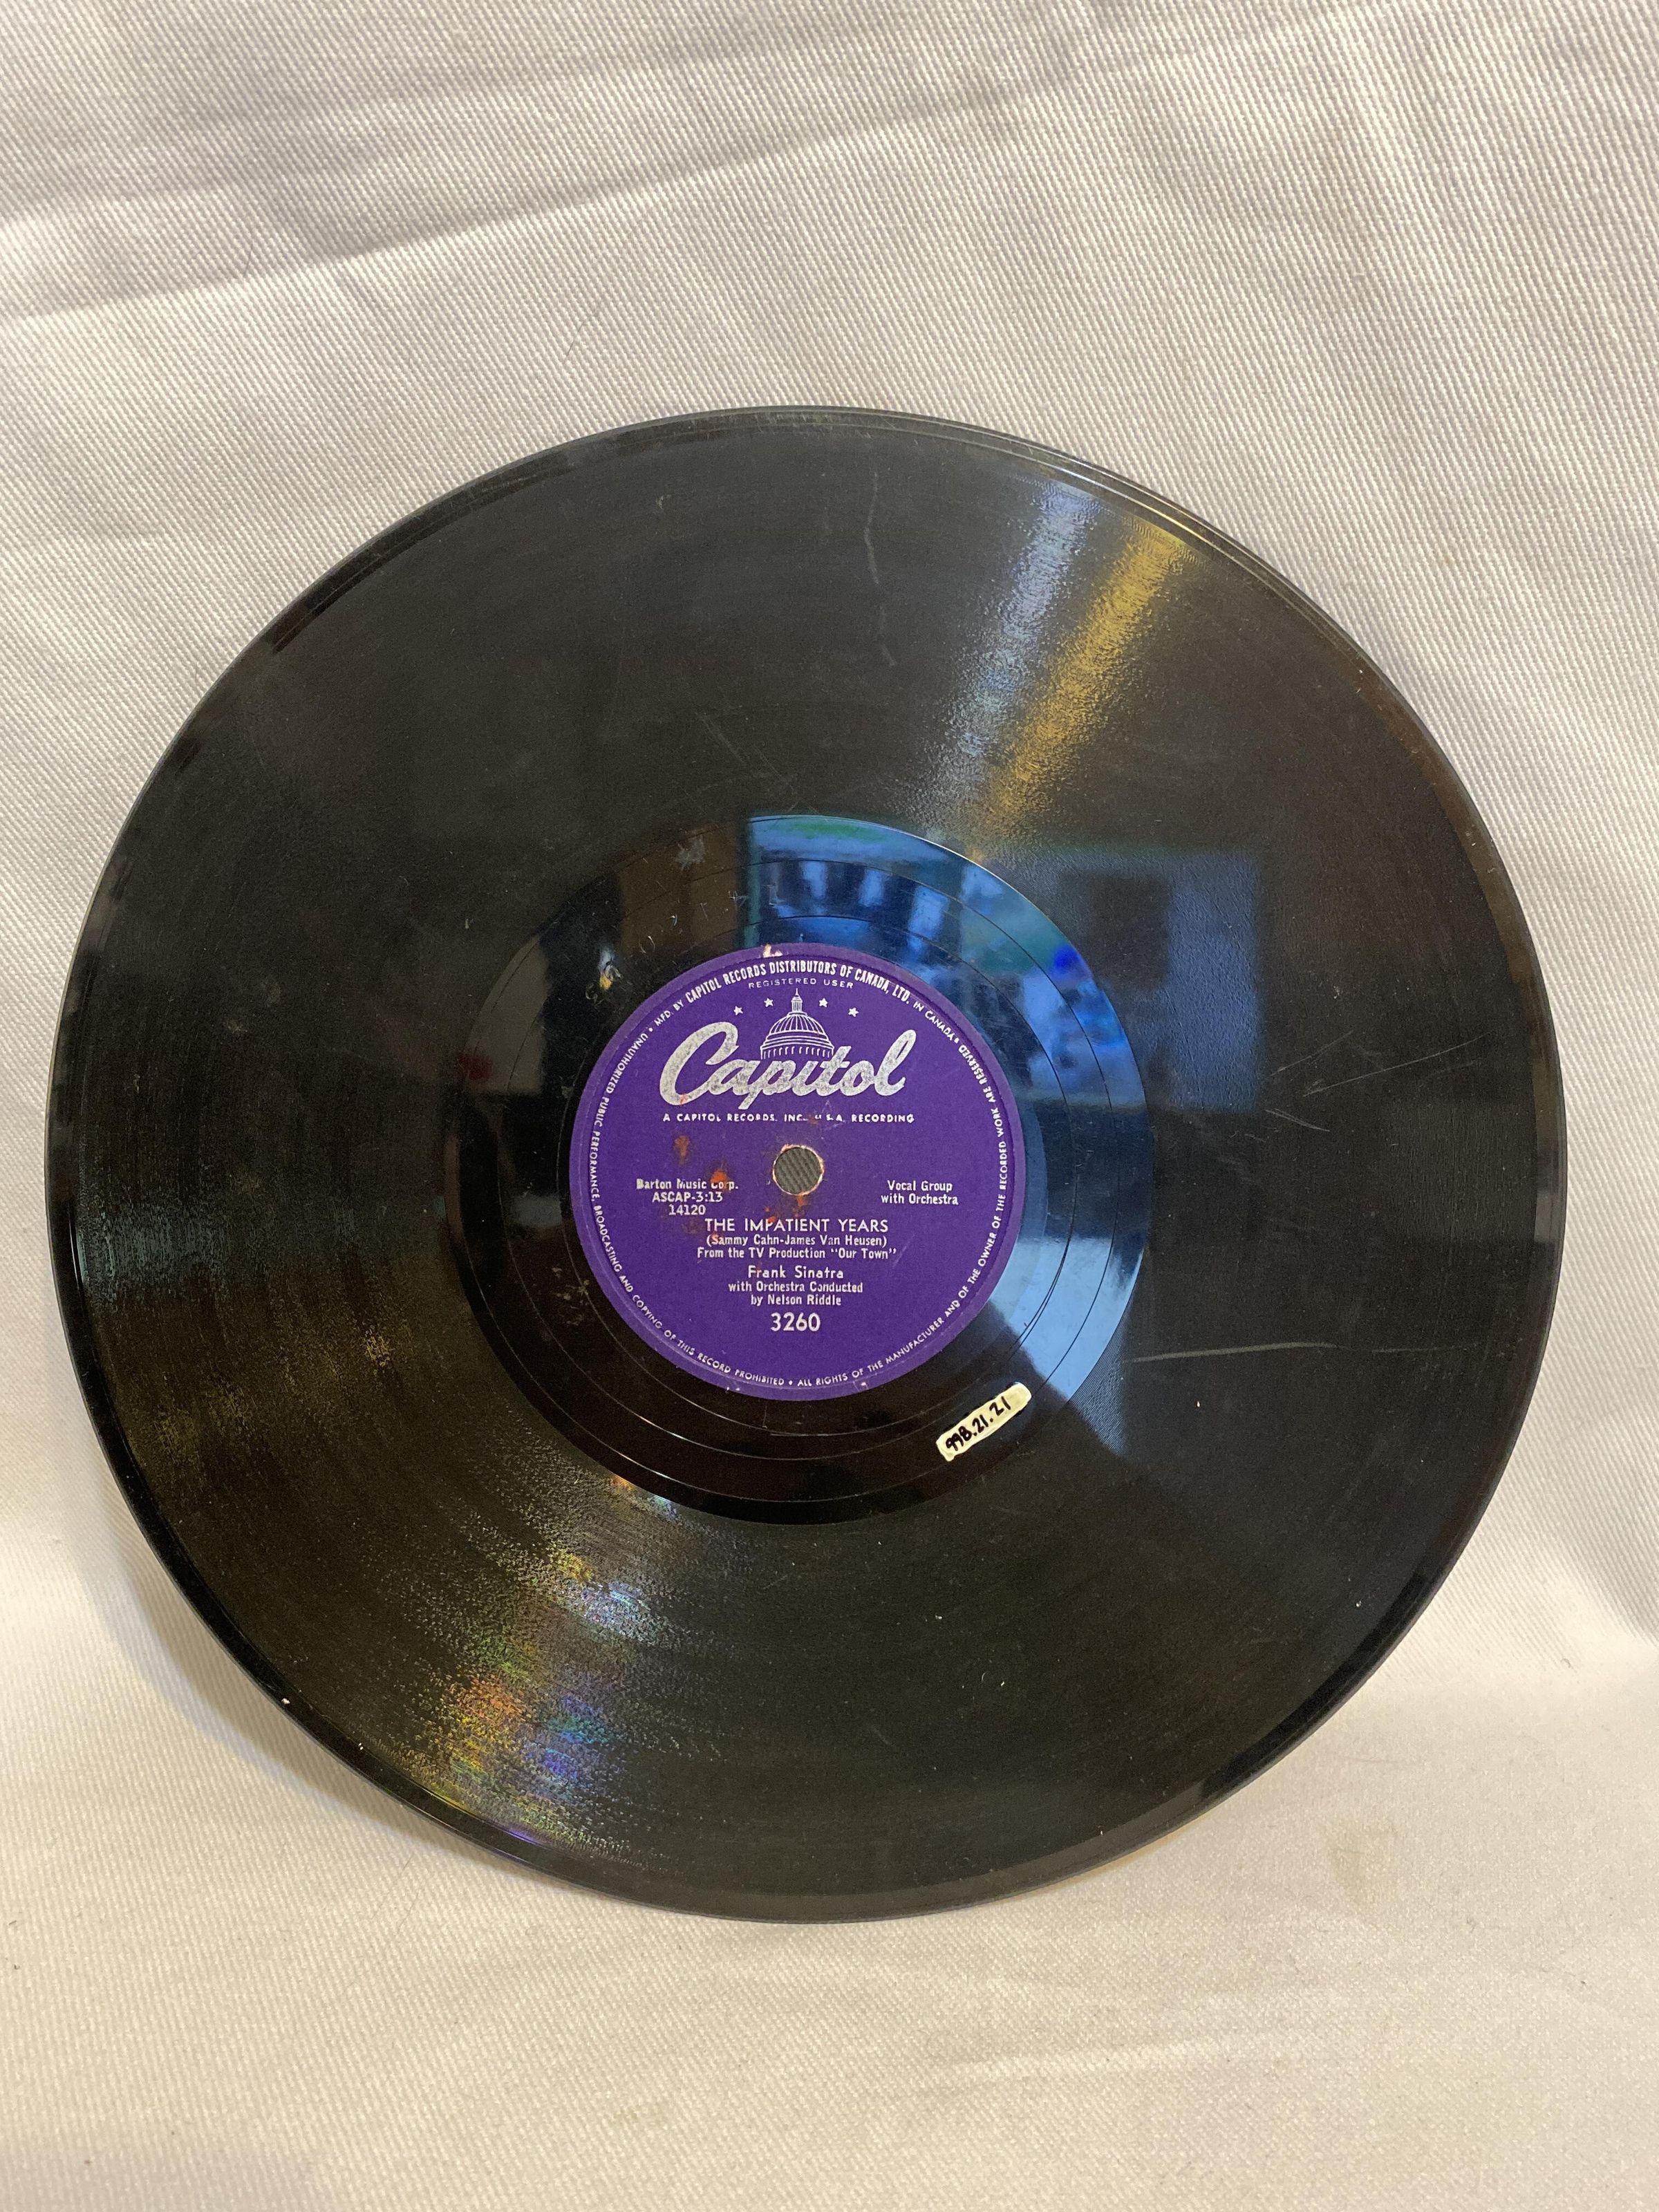 MFD. BY CAPITOL RECORDS DISTRIBUTORS OF CANADA, LTD. IN CANADA • UNAUTHORIZED PUBLIC PERFORMANCE, BROADCASTING AND COPYING OF THIS RECORD PROHIBITED • ALL RIGHTS OF THE MANUFACTURER AND OF THE OWNER OF THE RECORDED WORK ARE RESERVED •
REGISTERED USER
Capitol
A CAPITOL RECORDS, INC. U.S.A. RECORDING
Barton Music Corp.
ASCAP-3:13
14120
Vocal Group
with Orchestra
THE IMPATIENT YEARS
(Sammy Cahn-James Van Heusen)
From the TV Production "Our Town"
Frank Sinatra
with Orchestra Conducted
by Nelson Riddle
3260
998.21.21